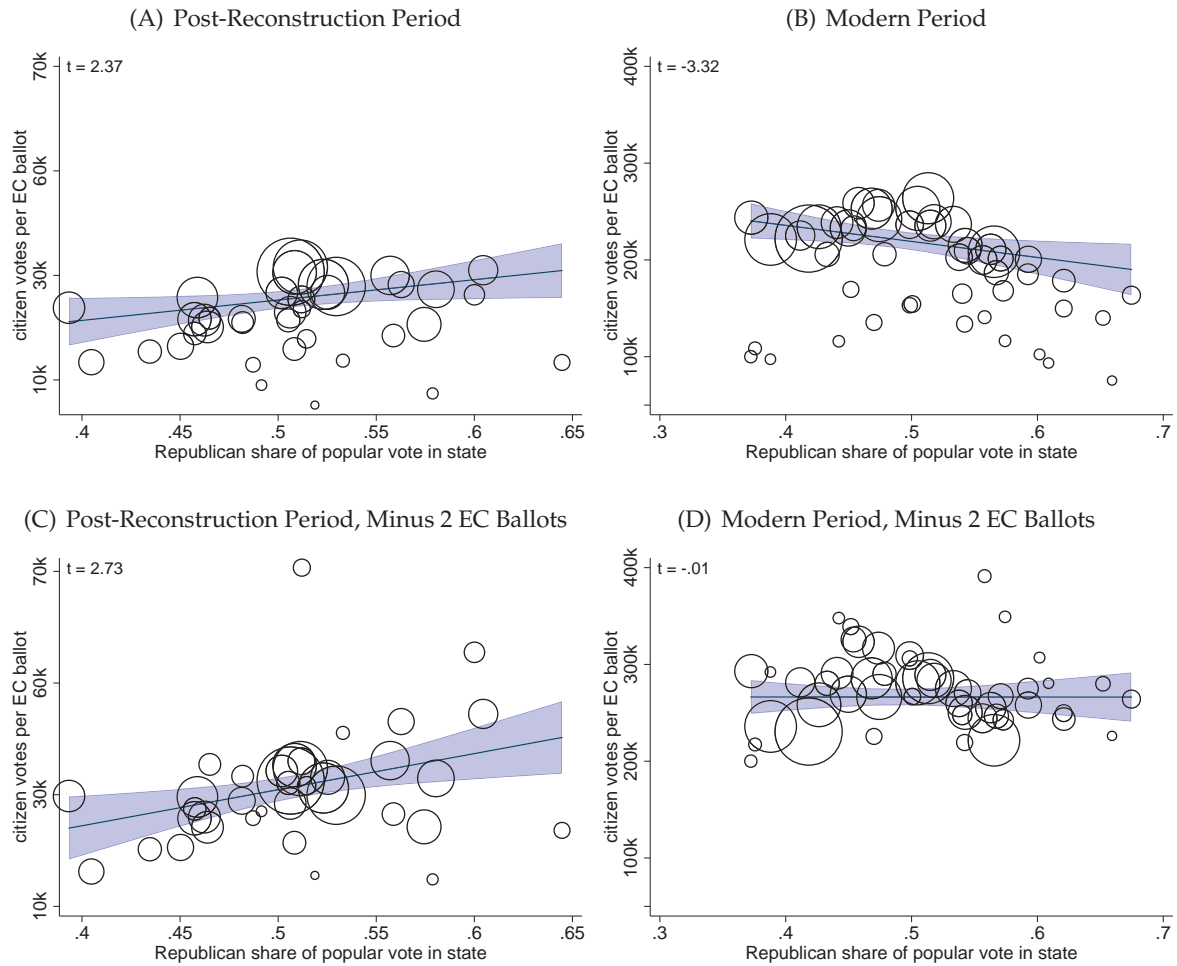 (A) Post-Reconstruction Period
t = 2.37
citizen votes per EC ballot
70k
60k
30k
10k
.4 .45 .5 .55 .6 .65
Republican share of popular vote in state
(B) Modern Period
t = -3.32
citizen votes per EC ballot
400k
300k
200k
100k
.3 .4 .5 .6 .7
Republican share of popular vote in state
(C) Post-Reconstruction Period, Minus 2 EC Ballots
t = 2.73
citizen votes per EC ballot
70k
60k
30k
10k
.4 .45 .5 .55 .6 .65
Republican share of popular vote in state
(D) Modern Period, Minus 2 EC Ballots
t = -.01
citizen votes per EC ballot
400k
300k
200k
100k
.3 .4 .5 .6 .7
Republican share of popular vote in state